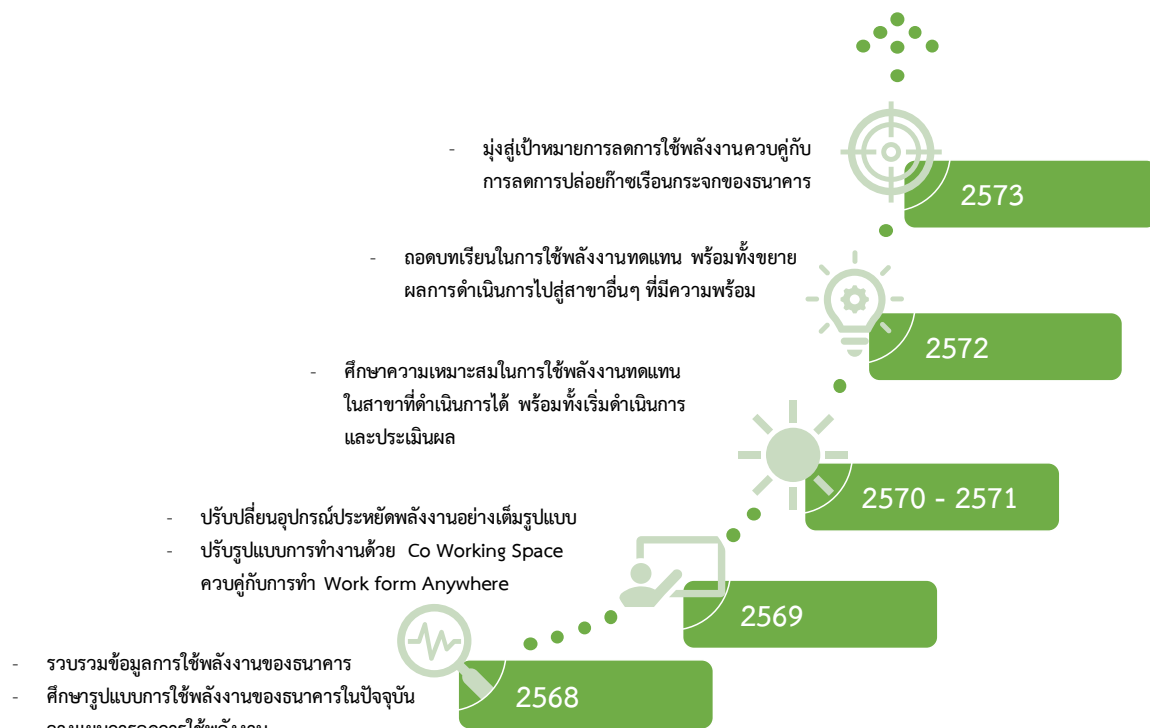 - มุ่งสู่เป้าหมายการลดการใช้พลังงานควบคู่กับ
การลดการปล่อยก๊าซเรือนกระจกของธนาคาร
2573
- ถอดบทเรียนในการใช้พลังงานทดแทน พร้อมทั้งขยาย
ผลการดำเนินการไปสู่สาขาอื่นๆ ที่มีความพร้อม
2572
- ศึกษาความเหมาะสมในการใช้พลังงานทดแทน
ในสาขาที่ดำเนินการได้ พร้อมทั้งเริ่มดำเนินการ
และประเมินผล
2570 - 2571
- ปรับปลี่ยนอุปกรณ์ประหยัดพลังงานอย่างเต็มรูปแบบ
- ปรับรูปแบบการทำงานด้วย Co Working Space
ควบคู่กับการทำ Work form Anywhere
2569
- รวบรวมข้อมูลการใช้พลังงานของธนาคาร
- ศึกษารูปแบบการใช้พลังงานของธนาคารในปัจจุบัน
2568